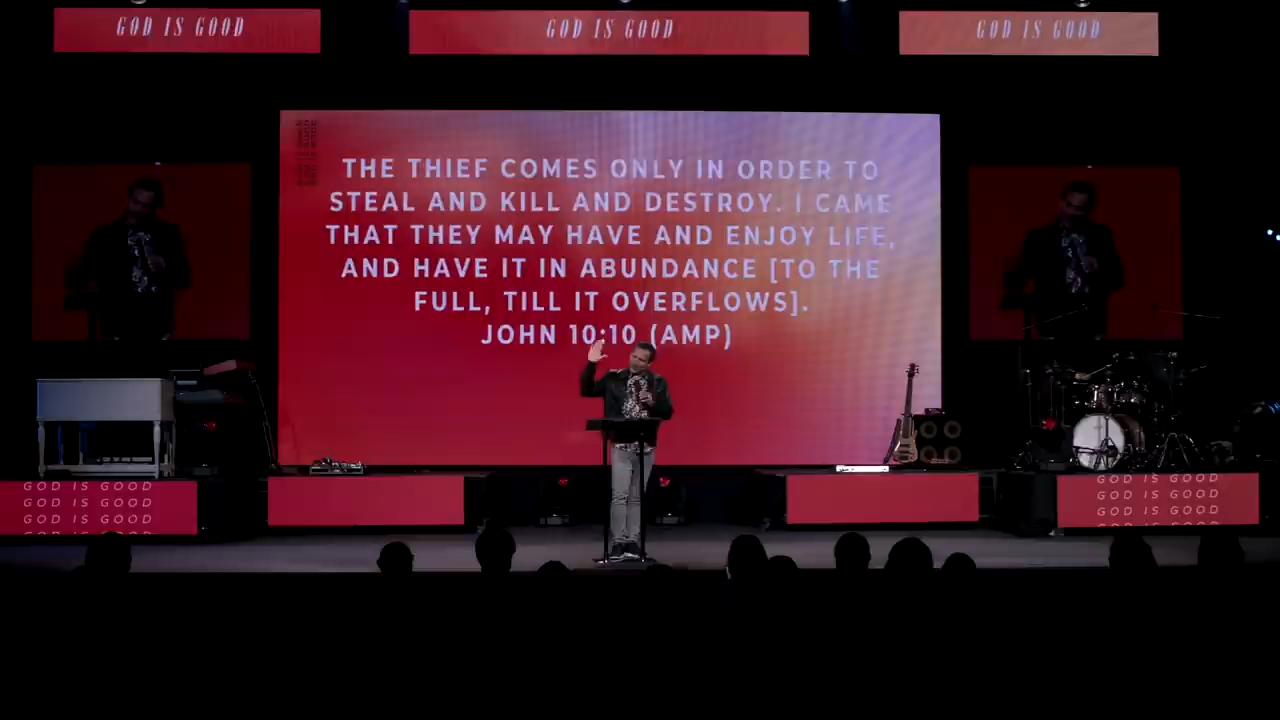 GOD IS GOOD
GOD IS GOOD
GOD IS GOOD
THE THIEF COMES ONLY IN ORDER TO
STEAL AND KILL AND DESTROY. I CAME
THAT THEY MAY HAVE AND ENJOY LIFE,
AND HAVE IT IN ABUNDANCE [TO THE
FULL, TILL IT OVERFLOWS].
JOHN 10:10 (AMP)
GOD IS GOOD
GOD IS GOOD
GOD IS GOOD
GOD IS GOOD
GOD IS GOOD
GOD IS GOOD